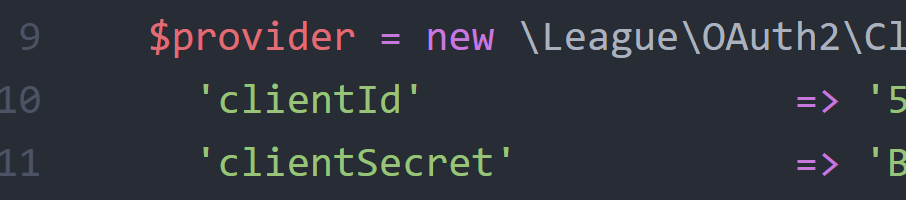 9 $provider = new \League\OAuth2\Cl
10 'clientId' => '5
11 'clientSecret' => 'B